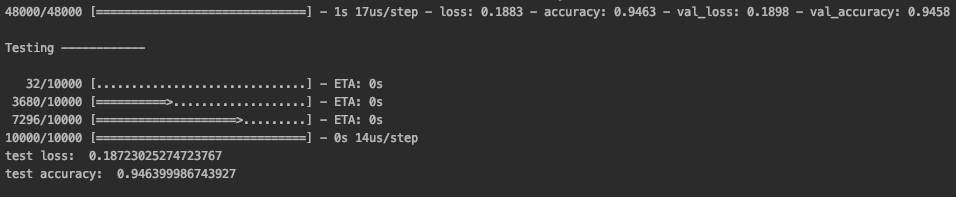 48000/48000 [==============================] - 1s 17us/step - loss: 0.1883 - accuracy: 0.9463 - val_loss: 0.1898 - val_accuracy: 0.9458
Testing ------------
   32/10000 [..............................] - ETA: 0s
 3680/10000 [==========>...................] - ETA: 0s
 7296/10000 [====================>.........] - ETA: 0s
10000/10000 [==============================] - 0s 14us/step
test loss:  0.18723025274723767
test accuracy:  0.946399986743927